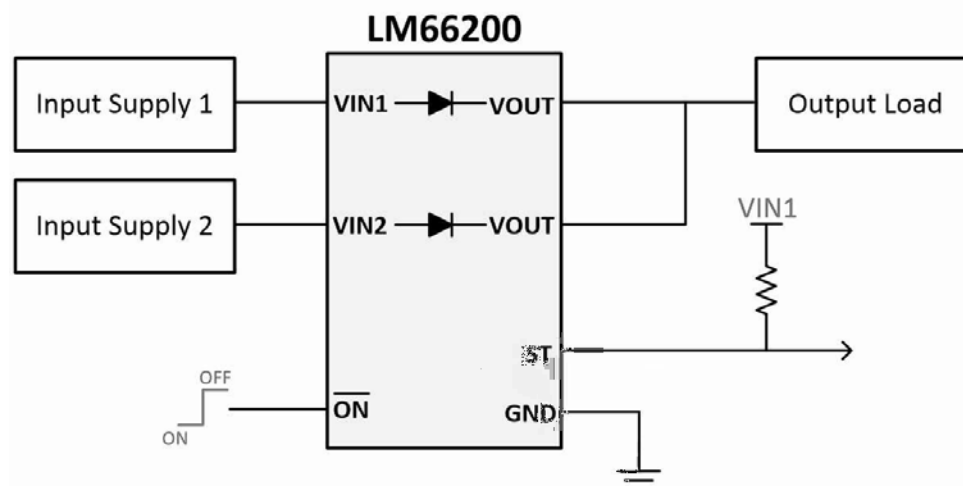 LM66200
Input Supply 1
VIN1
VOUT
Output Load
Input Supply 2
VIN2
VOUT
VIN1
ST
OFF
ON
ON
GND